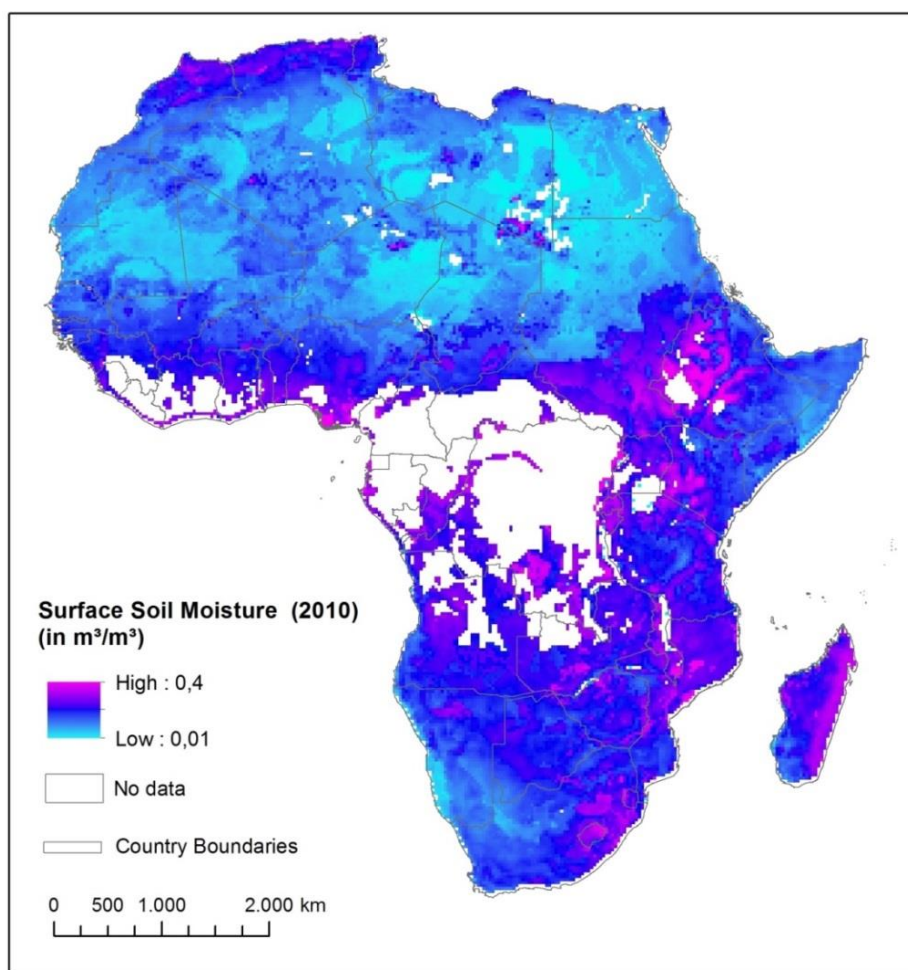 Surface Soil Moisture (2010)
(in m³/m³)
High : 0,4
Low : 0,01
No data
Country Boundaries
0 500 1.000 2.000 km